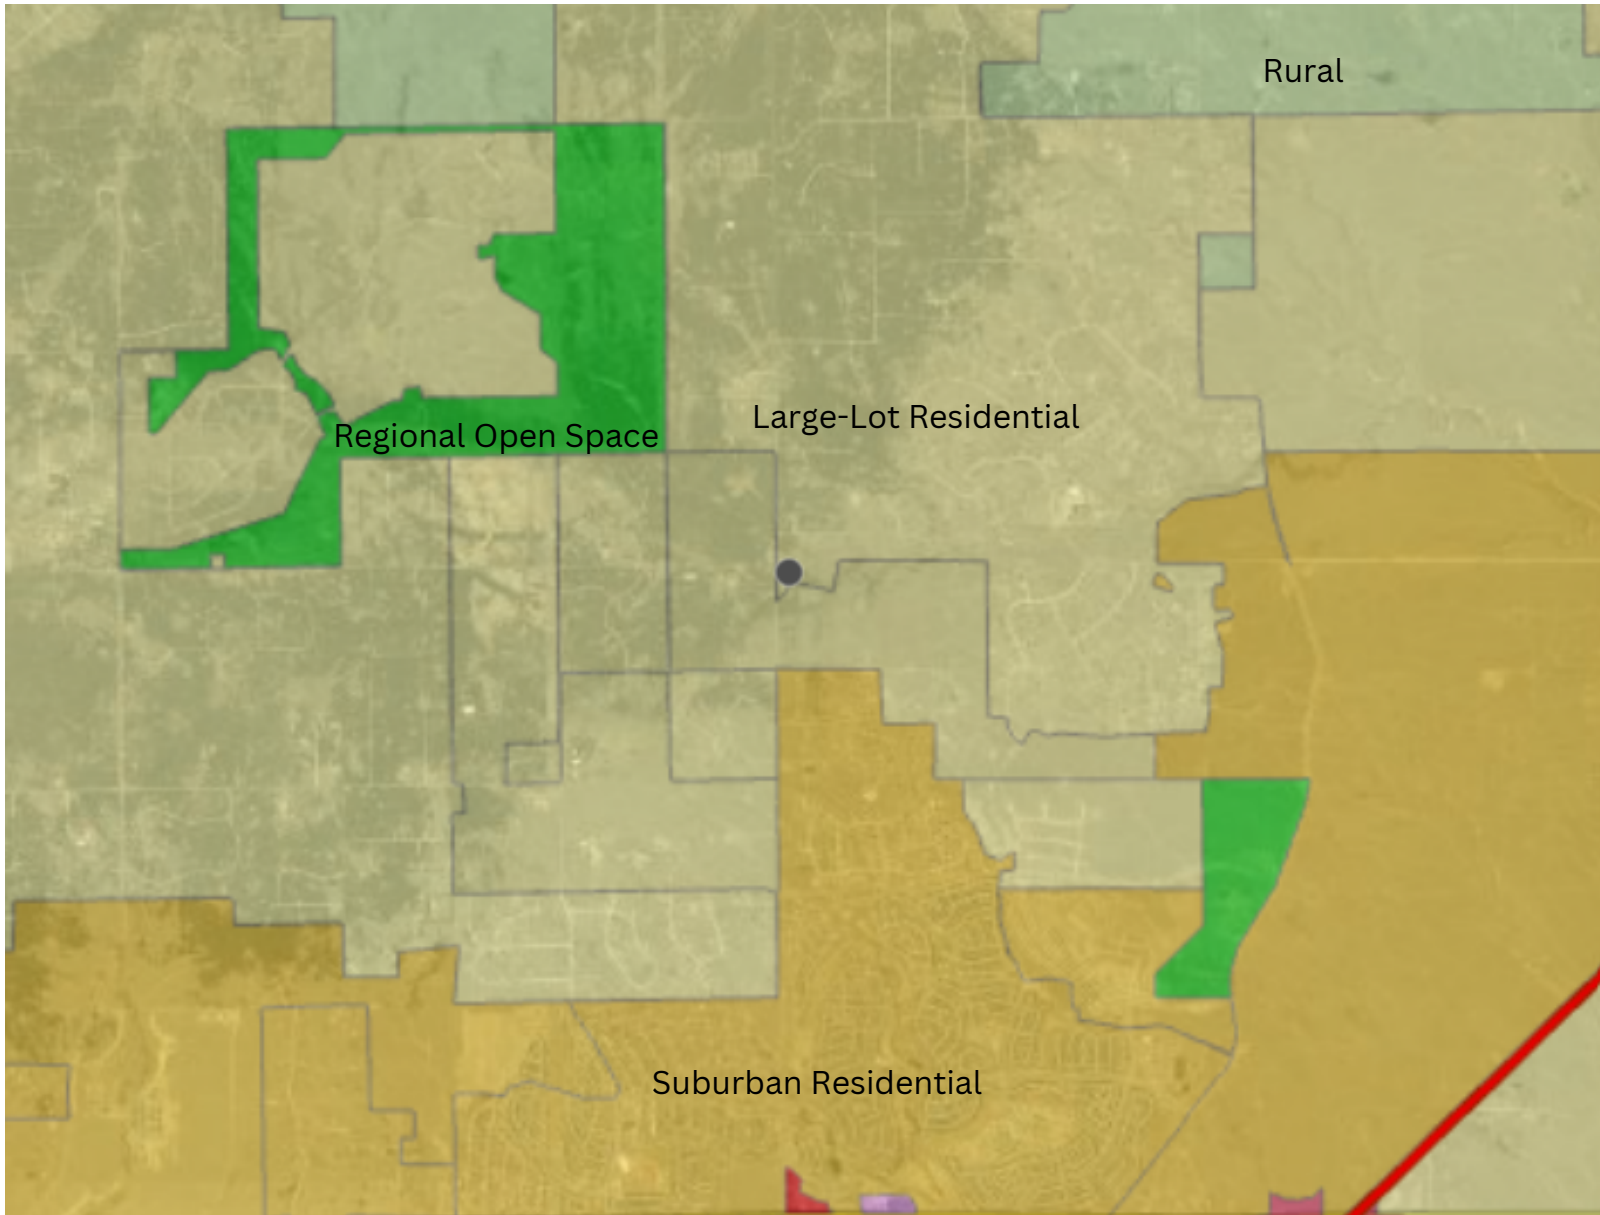 Rural
Large-Lot Residential
Regional Open Space
Suburban Residential